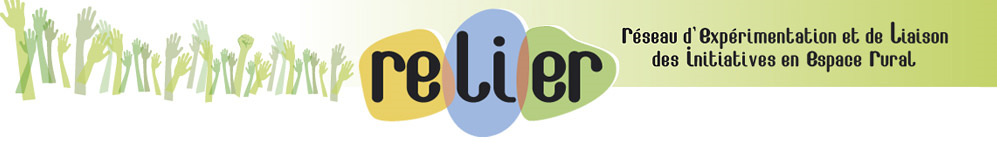 relier
réseau d'Expérimentation et de Liaison
des Initiatives en Espace rural